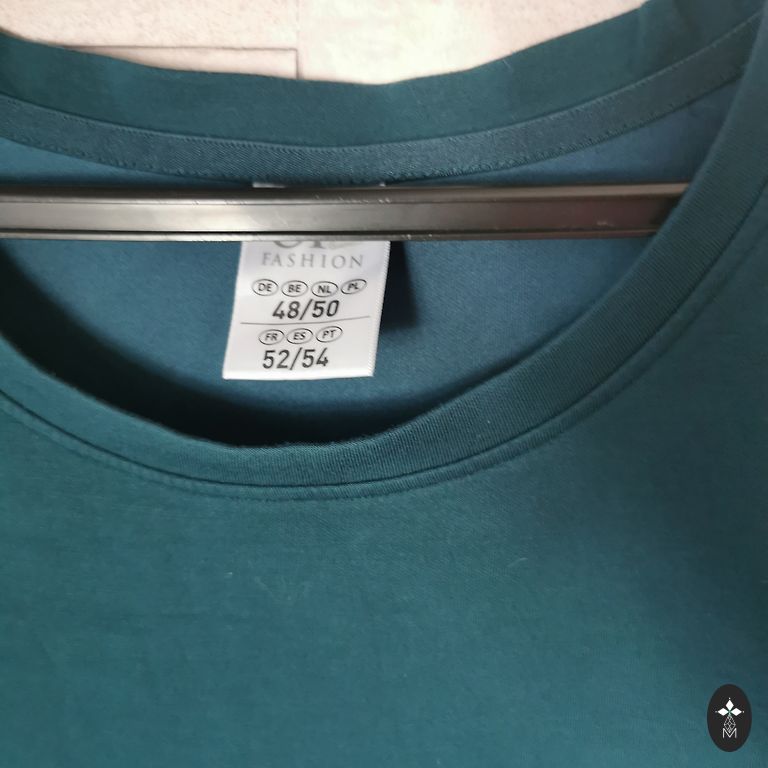 FASHION
DE BE NL PL
48/50
FR ES PT
52/54
M